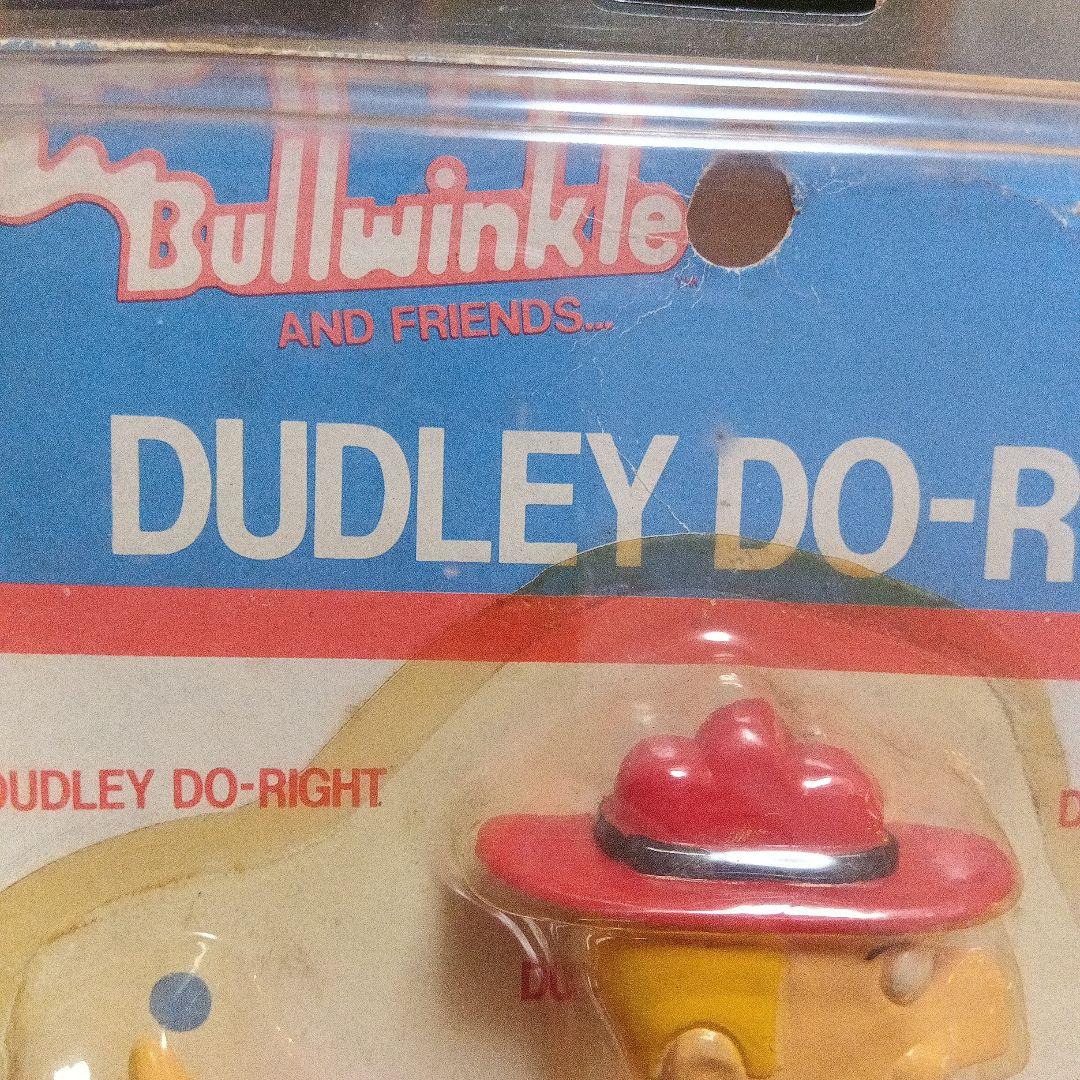 Bullwinkle
AND FRIENDS...
DUDLEY DO-R
DUDLEY DO-RIGHT